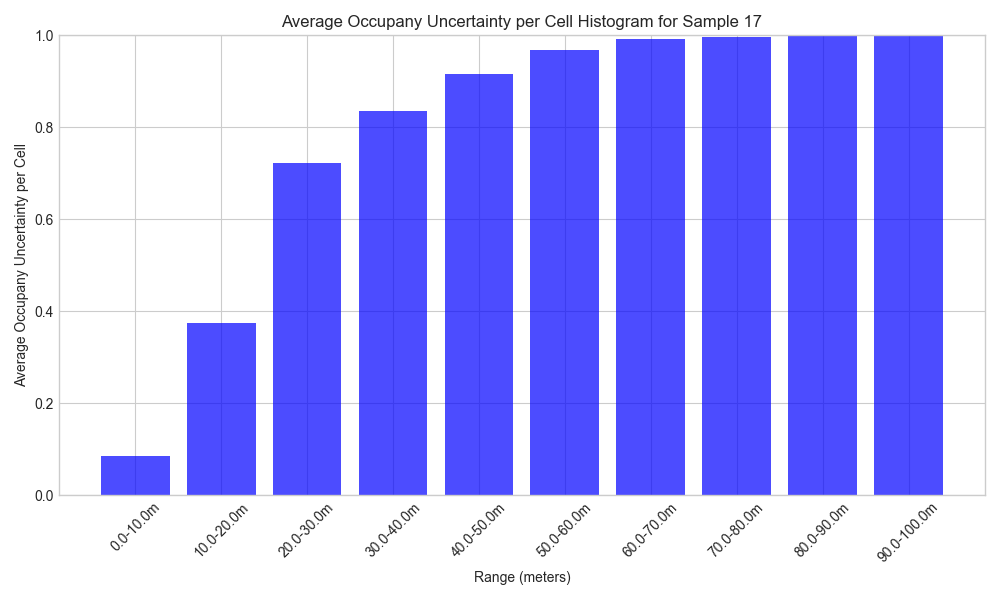 Average Occupany Uncertainty per Cell Histogram for Sample 17
Average Occupany Uncertainty per Cell
1.0
0.8
0.6
0.4
0.2
0.0
0.0-10.0m
10.0-20.0m
20.0-30.0m
30.0-40.0m
40.0-50.0m
50.0-60.0m
60.0-70.0m
70.0-80.0m
80.0-90.0m
90.0-100.0m
Range (meters)